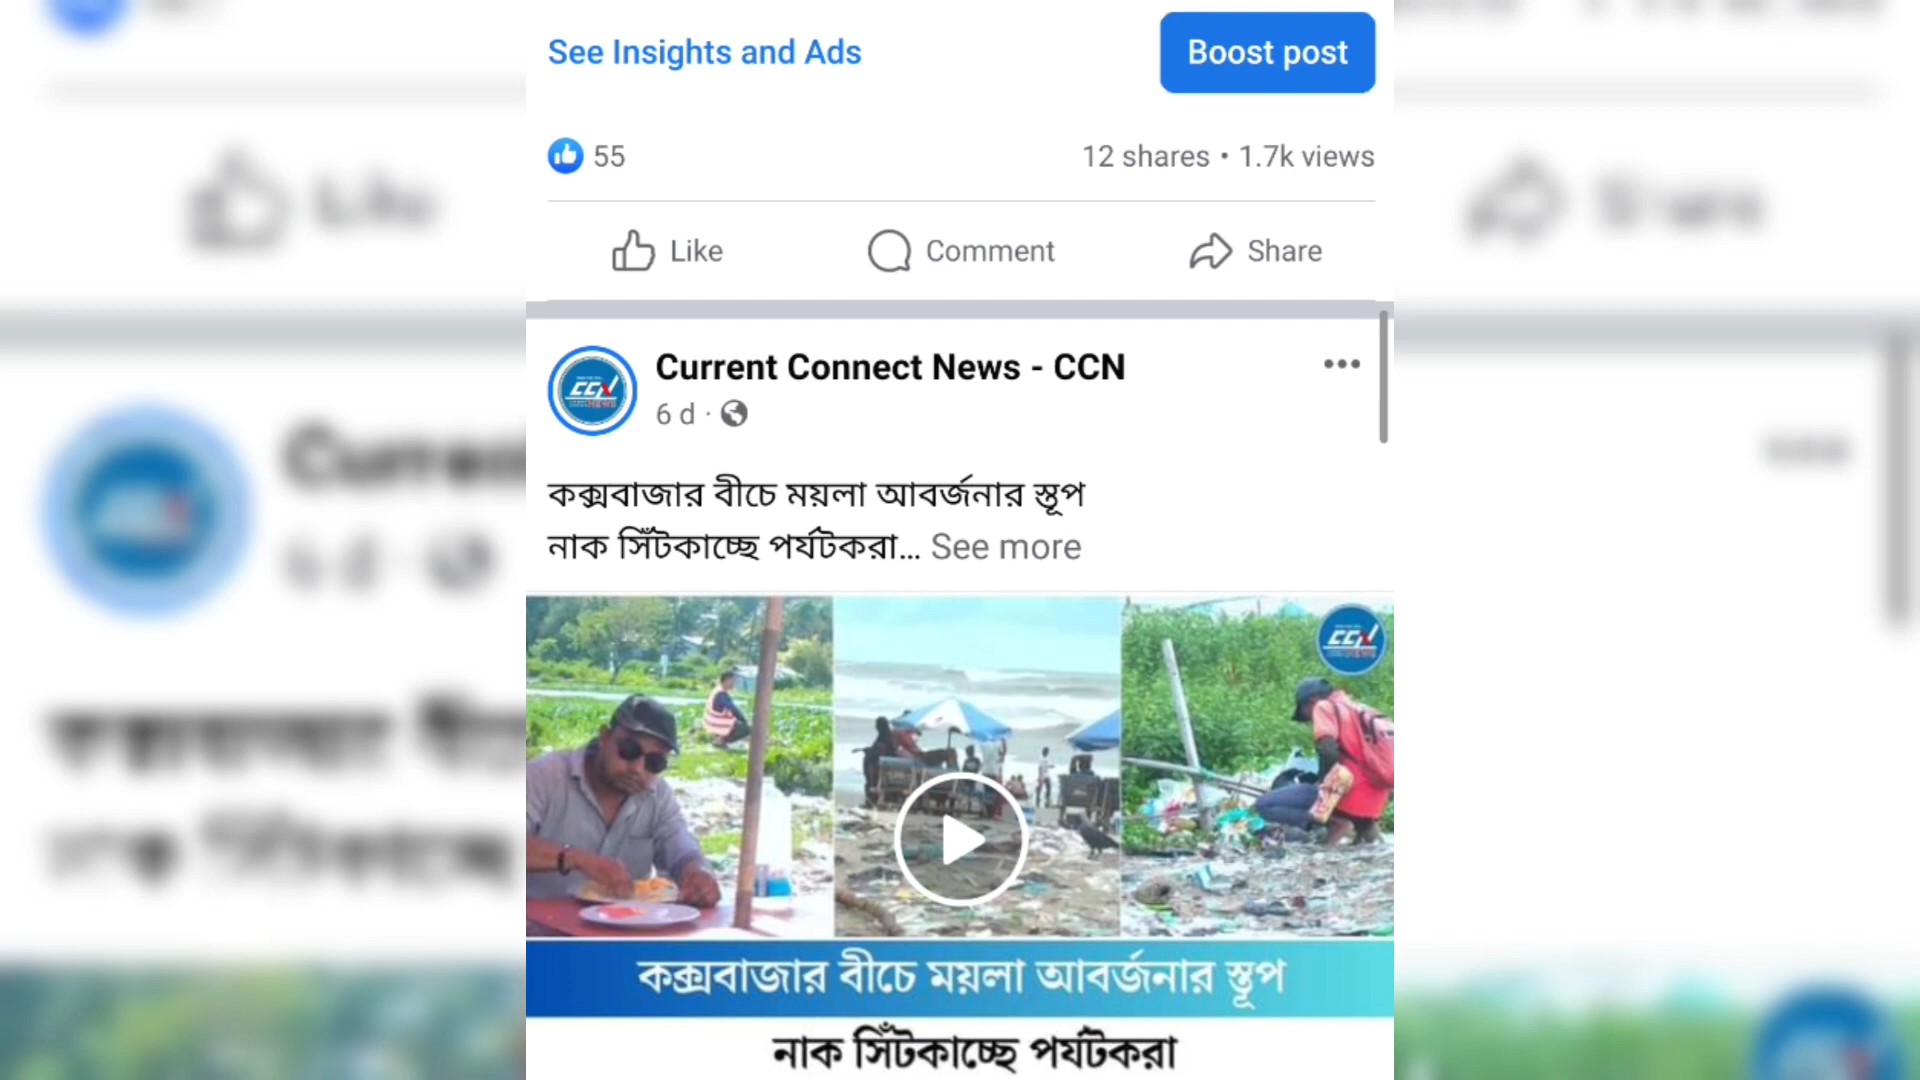 See Insights and Ads
Boost post
55
12 shares • 1.7k views
Like
Comment
Share
Current Connect News - CCN
6 d ·
কক্সবাজার বীচে ময়লা আবর্জনার স্তূপ
নাক সিঁটকাচ্ছে পর্যটকরা... See more
CCN
NEWS
কক্সবাজার বীচে ময়লা আবর্জনার স্তূপ
নাক সিঁটকাচ্ছে পর্যটকরা